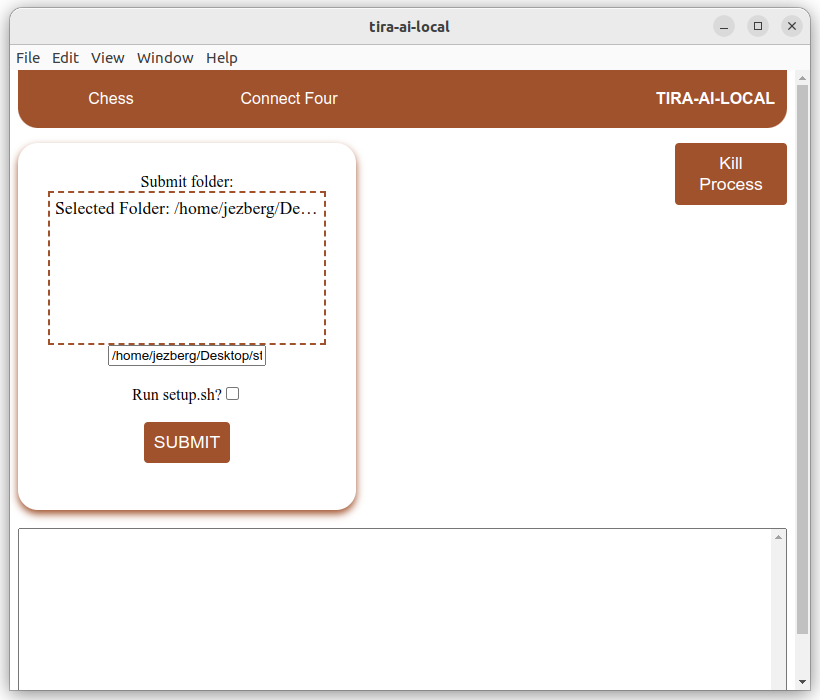 tira-ai-local
File Edit View Window Help
Chess Connect Four TIRA-AI-LOCAL
Kill
Process
Submit folder:
Selected Folder: /home/jezberg/De…
/home/jezberg/Desktop/st
Run setup.sh?
SUBMIT